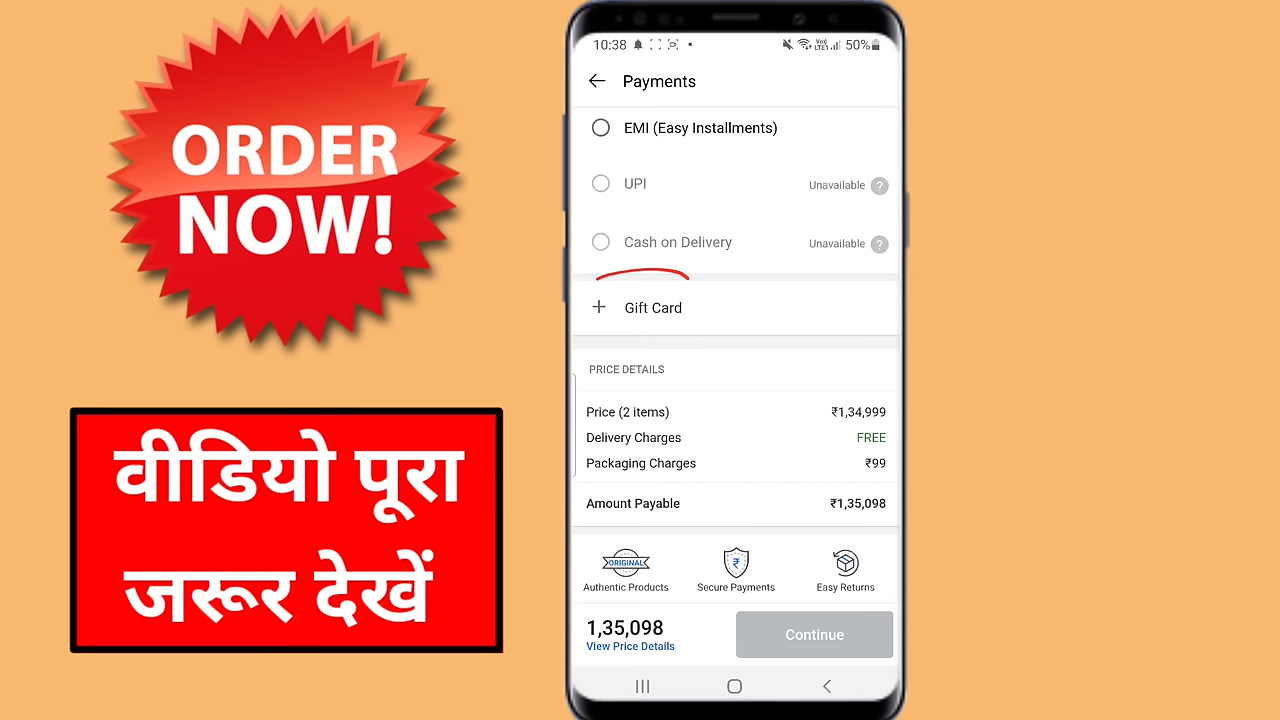 ORDER
NOW!
वीडियो पूरा
जरूर देखें
10:38 50%
Payments
EMI (Easy Installments)
UPI Unavailable ?
Cash on Delivery Unavailable ?
+ Gift Card
PRICE DETAILS
Price (2 items) ₹1,34,999
Delivery Charges FREE
Packaging Charges ₹99
Amount Payable ₹1,35,098
ORIGINAL ₹
Authentic Products Secure Payments Easy Returns
1,35,098
View Price Details
Continue